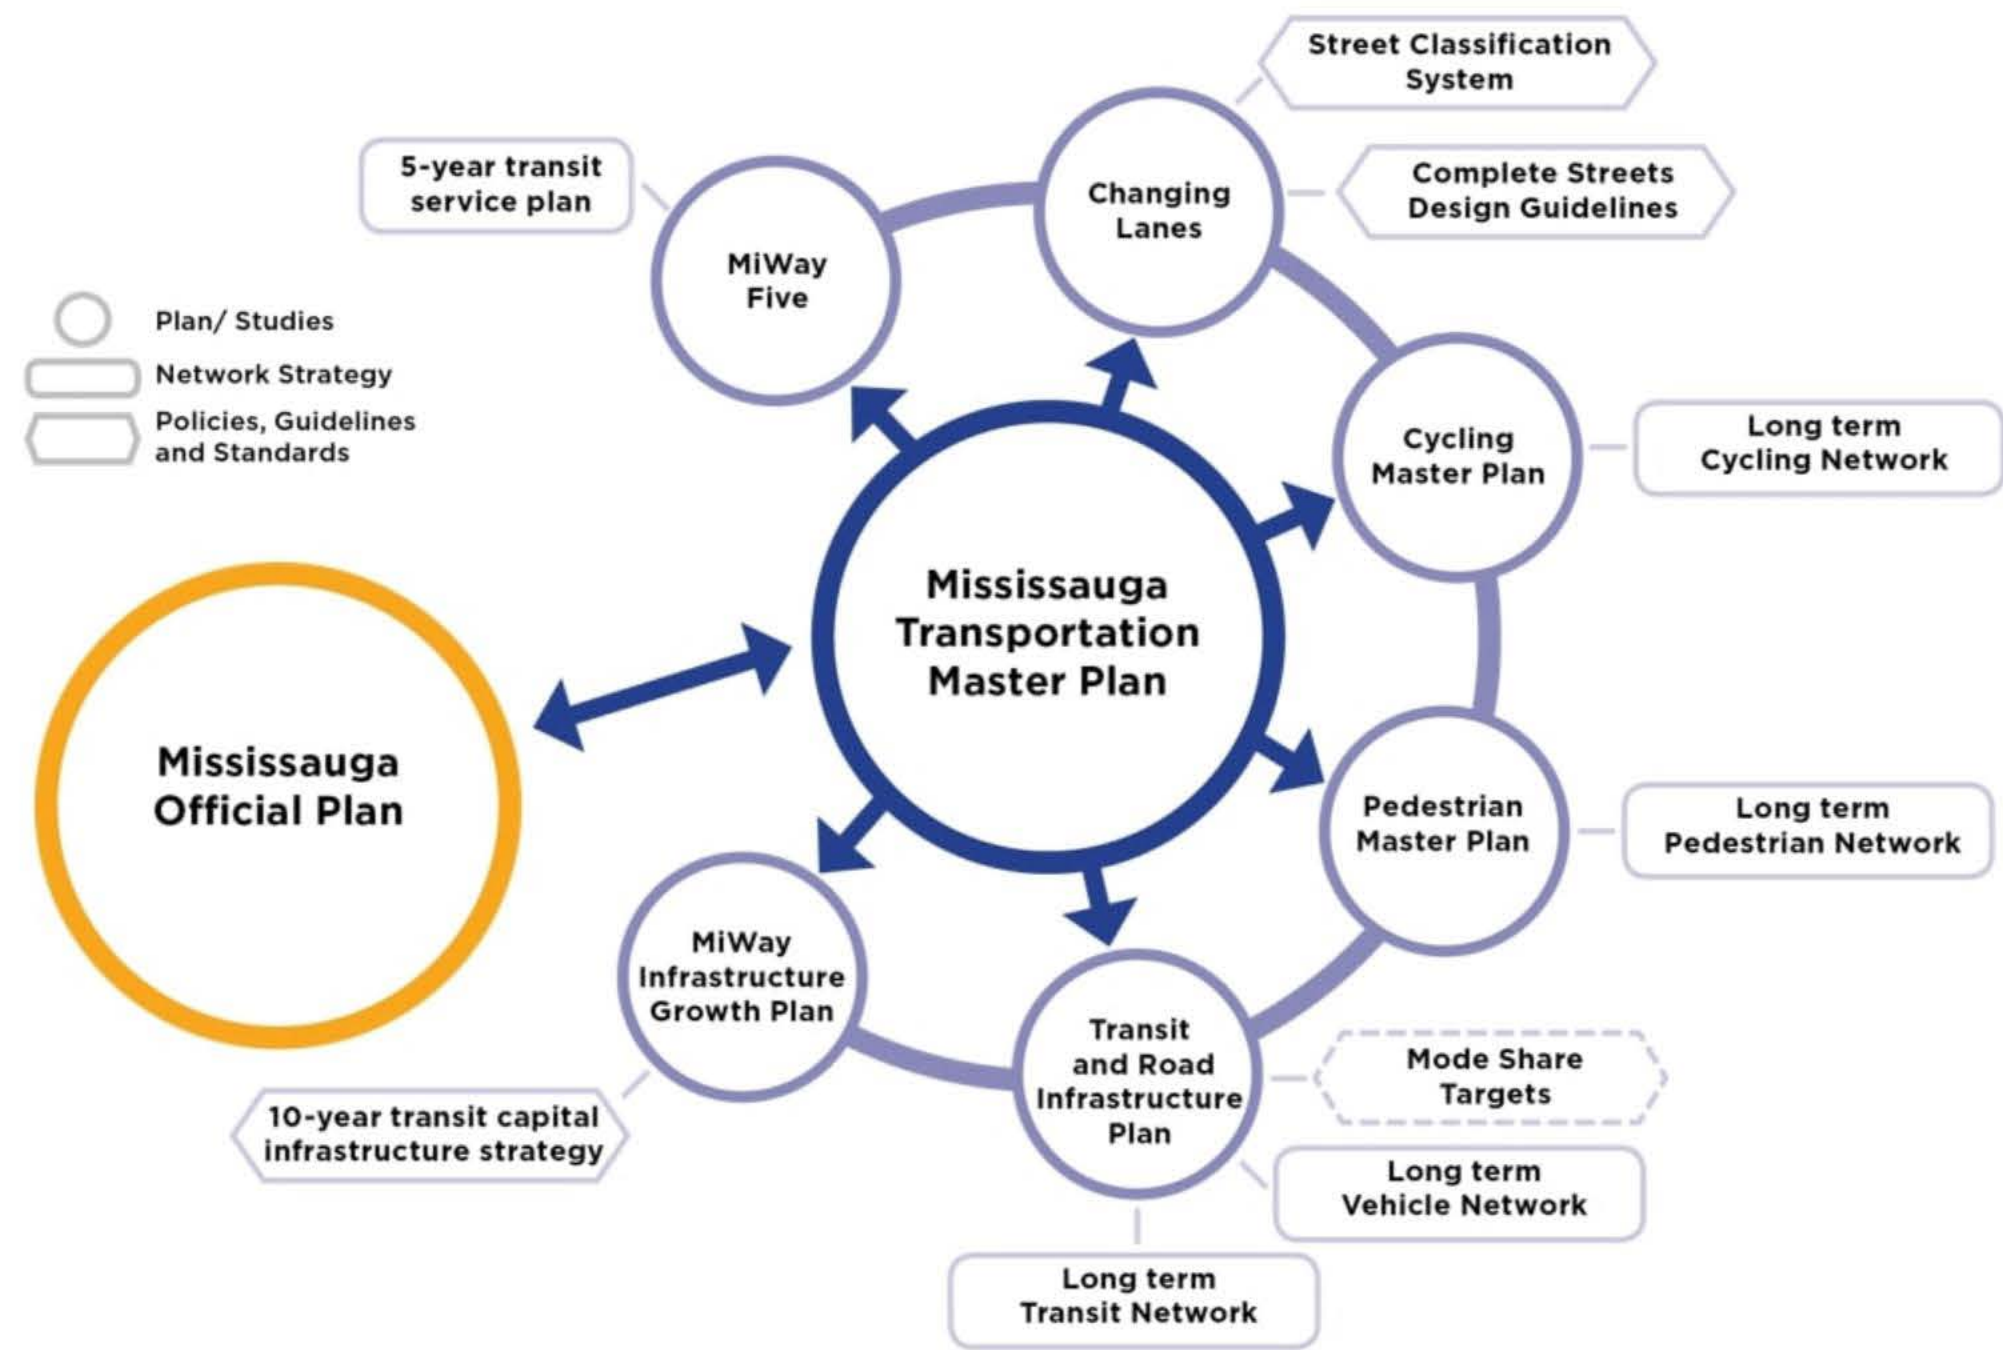 Street Classification
System
Complete Streets
Design Guidelines
5-year transit
service plan
Changing
Lanes
MiWay
Five
Plan/ Studies
Network Strategy
Policies, Guidelines
and Standards
Cycling
Master Plan
Long term
Cycling Network
Mississauga
Transportation
Master Plan
Mississauga
Official Plan
Pedestrian
Master Plan
Long term
Pedestrian Network
MiWay
Infrastructure
Growth Plan
Transit
and Road
Infrastructure
Plan
Mode Share
Targets
10-year transit capital
infrastructure strategy
Long term
Vehicle Network
Long term
Transit Network